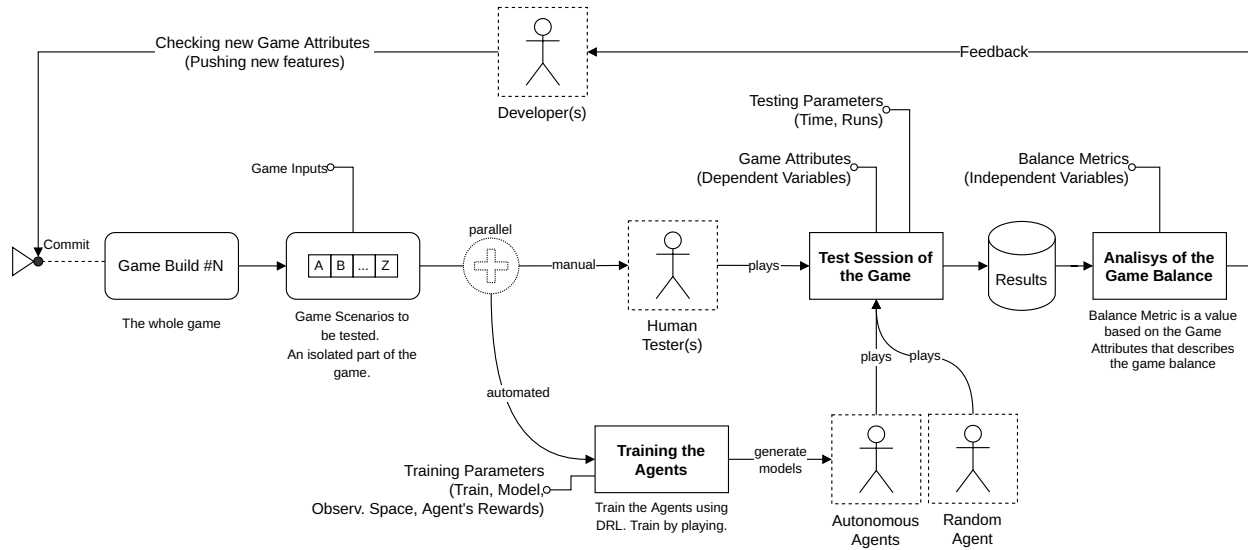 Checking new Game Attributes
(Pushing new features)
Developer(s)
Feedback
Testing Parameters
(Time, Runs)
Game Inputs
Game Attributes
(Dependent Variables)
Balance Metrics
(Independent Variables)
Commit
Game Build #N
The whole game
A B ... Z
Game Scenarios to
be tested.
An isolated part of the
game.
parallel
manual
Human
Tester(s)
plays
Test Session of
the Game
Results
Analisys of the
Game Balance
Balance Metric is a value
based on the Game
Attributes that describes
the game balance
automated
plays
plays
Training Parameters
(Train, Model,
Observ. Space, Agent's Rewards)
Training the
Agents
Train the Agents using
DRL. Train by playing.
generate
models
Autonomous
Agents
Random
Agent